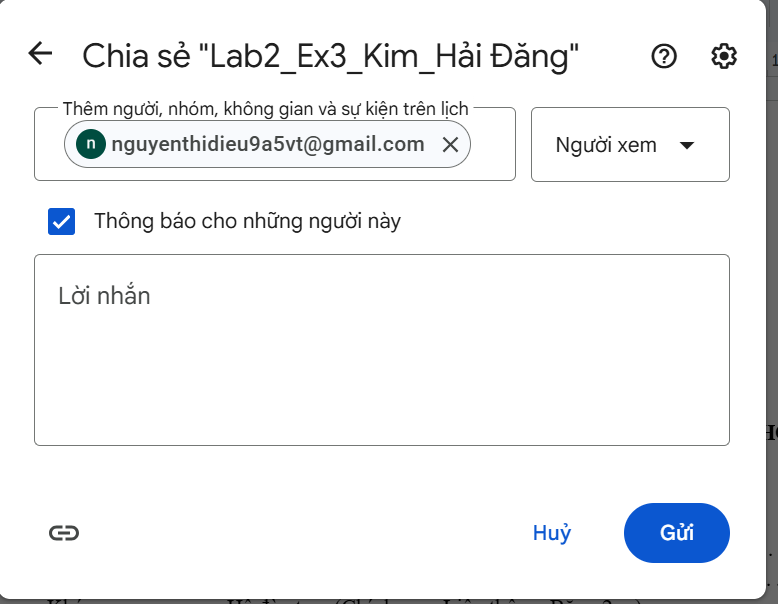 Chia sẻ "Lab2_Ex3_Kim_Hải Đăng"
Thêm người, nhóm, không gian và sự kiện trên lịch
n nguyenthidieu9a5vt@gmail.com
Người xem
Thông báo cho những người này
Lời nhắn
Huỷ
Gửi